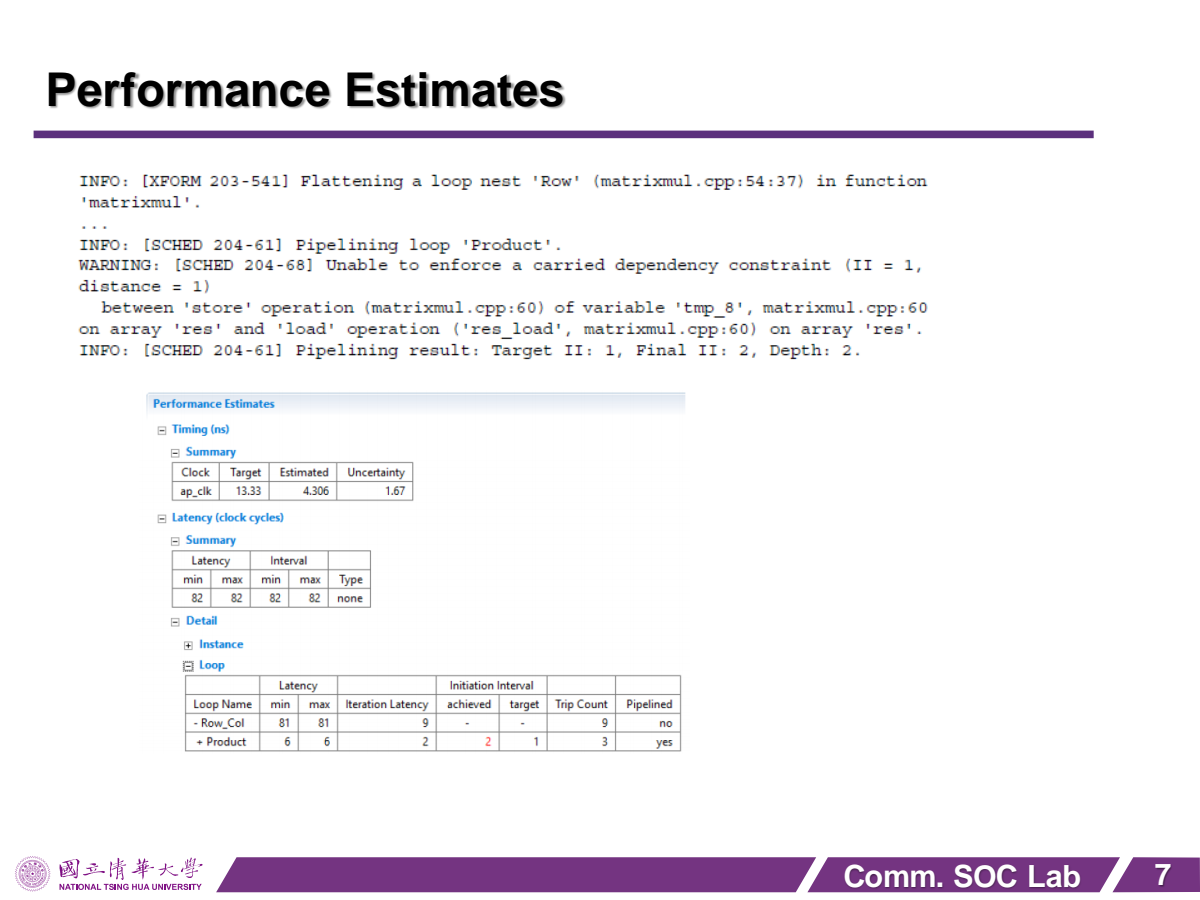 Performance Estimates
INFO: [XFORM 203-541] Flattening a loop nest 'Row' (matrixmul.cpp:54:37) in function
'matrixmul'.
...
INFO: [SCHED 204-61] Pipelining loop 'Product'.
WARNING: [SCHED 204-68] Unable to enforce a carried dependency constraint (II = 1,
distance = 1)
between 'store' operation (matrixmul.cpp:60) of variable 'tmp_8', matrixmul.cpp:60
on array 'res' and 'load' operation ('res_load', matrixmul.cpp:60) on array 'res'.
INFO: [SCHED 204-61] Pipelining result: Target II: 1, Final II: 2, Depth: 2.
Performance Estimates
Timing (ns)
Summary
Clock Target Estimated Uncertainty
ap_clk 13.33 4.306 1.67
Latency (clock cycles)
Summary
Latency Interval
min max min max Type
82 82 82 82 none
Detail
Instance
Loop
Latency Initiation Interval
Loop Name min max Iteration Latency achieved target Trip Count Pipelined
- Row_Col 81 81 9 - - 9 no
+ Product 6 6 2 2 1 3 yes
國立清華大學
NATIONAL TSING HUA UNIVERSITY
Comm. SOC Lab 7